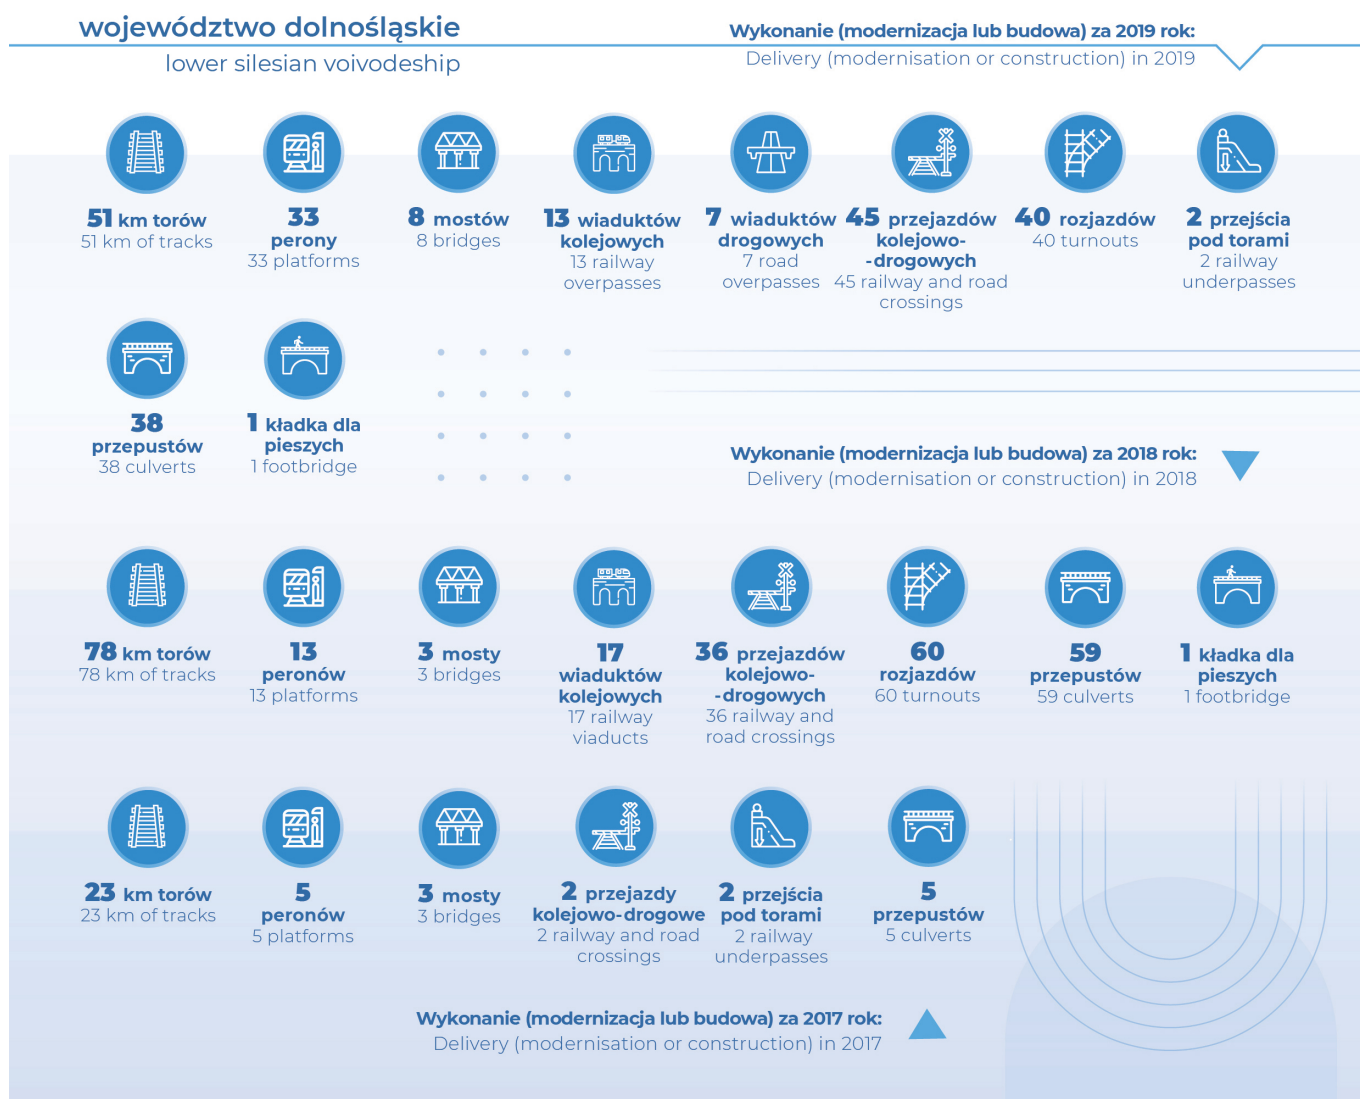 województwo dolnośląskie
lower silesian voivodeship
Wykonanie (modernizacja lub budowa) za 2019 rok:
Delivery (modernisation or construction) in 2019
51 km torów
51 km of tracks
33
perony
33 platforms
8 mostów
8 bridges
13 wiaduktów
kolejowych
13 railway
overpasses
7 wiaduktów
drogowych
7 road
overpasses
45 przejazdów
kolejowo-
-drogowych
45 railway and road
crossings
40 rozjazdów
40 turnouts
2 przejścia
pod torami
2 railway
underpasses
38
przepustów
38 culverts
1 kładka dla
pieszych
1 footbridge
Wykonanie (modernizacja lub budowa) za 2018 rok:
Delivery (modernisation or construction) in 2018
78 km torów
78 km of tracks
13
peronów
13 platforms
3 mosty
3 bridges
17
wiaduktów
kolejowych
17 railway
viaducts
36 przejazdów
kolejowo-
-drogowych
36 railway and
road crossings
60
rozjazdów
60 turnouts
59
przepustów
59 culverts
1 kładka dla
pieszych
1 footbridge
23 km torów
23 km of tracks
5
peronów
5 platforms
3 mosty
3 bridges
2 przejazdy
kolejowo-drogowe
2 railway and road
crossings
2 przejścia
pod torami
2 railway
underpasses
5
przepustów
5 culverts
Wykonanie (modernizacja lub budowa) za 2017 rok:
Delivery (modernisation or construction) in 2017